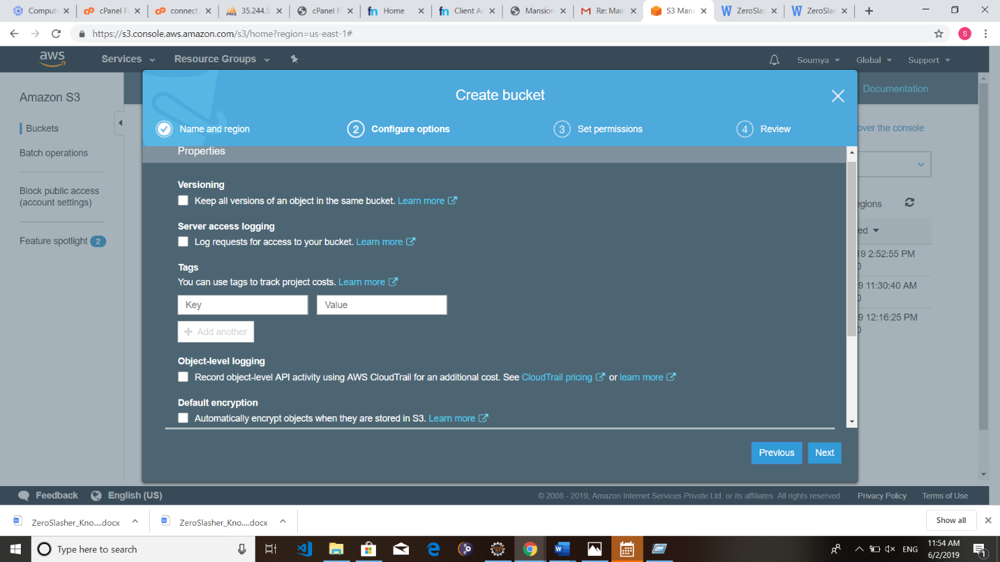 Comput
cPanel F
connect.
35.244.5
cPanel F
Home
Client A
Mansion
Re: Main
S3 Mana
ZeroSlas
ZeroSlas
https://s3.console.aws.amazon.com/s3/home?region=us-east-1#
S
aws
Services
Resource Groups
Soumya
Global
Support
Amazon S3
Buckets
Batch operations
Block public access
(account settings)
Feature spotlight 2
Documentation
over the console
egions
ed
19 2:52:55 PM
0
9 11:30:40 AM
0
9 12:16:25 PM
0
Create bucket
Name and region
2 Configure options
3 Set permissions
4 Review
Properties
Versioning
Keep all versions of an object in the same bucket. Learn more
Server access logging
Log requests for access to your bucket. Learn more
Tags
You can use tags to track project costs. Learn more
Key
Value
+ Add another
Object-level logging
Record object-level API activity using AWS CloudTrail for an additional cost. See CloudTrail pricing or learn more
Default encryption
Automatically encrypt objects when they are stored in S3. Learn more
Previous
Next
Feedback
English (US)
© 2008 - 2019, Amazon Internet Services Private Ltd. or its affiliates. All rights reserved.
Privacy Policy
Terms of Use
ZeroSlasher_Kno....docx
ZeroSlasher_Kno....docx
Show all
Type here to search
ENG
11:54 AM
6/2/2019
1